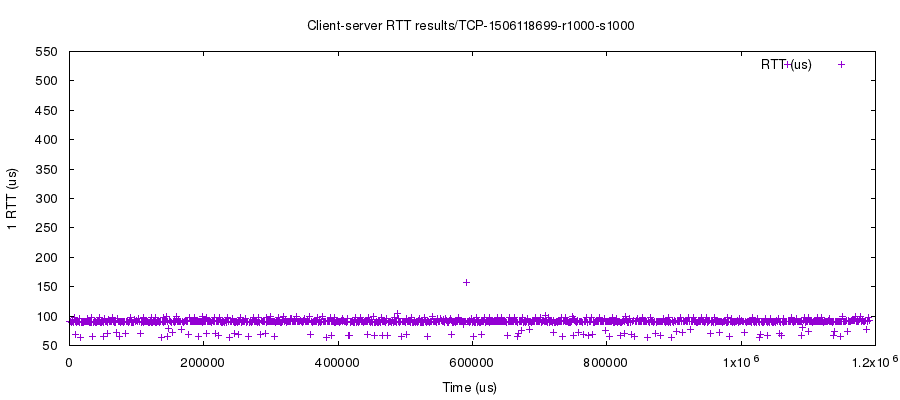 Client-server RTT results/TCP-1506118699-r1000-s1000
550
500
450
400
350
300
250
200
150
100
50
1 RTT (us)
RTT (us)
0
200000
400000
600000
800000
1x10^6
1.2x10^6
Time (us)